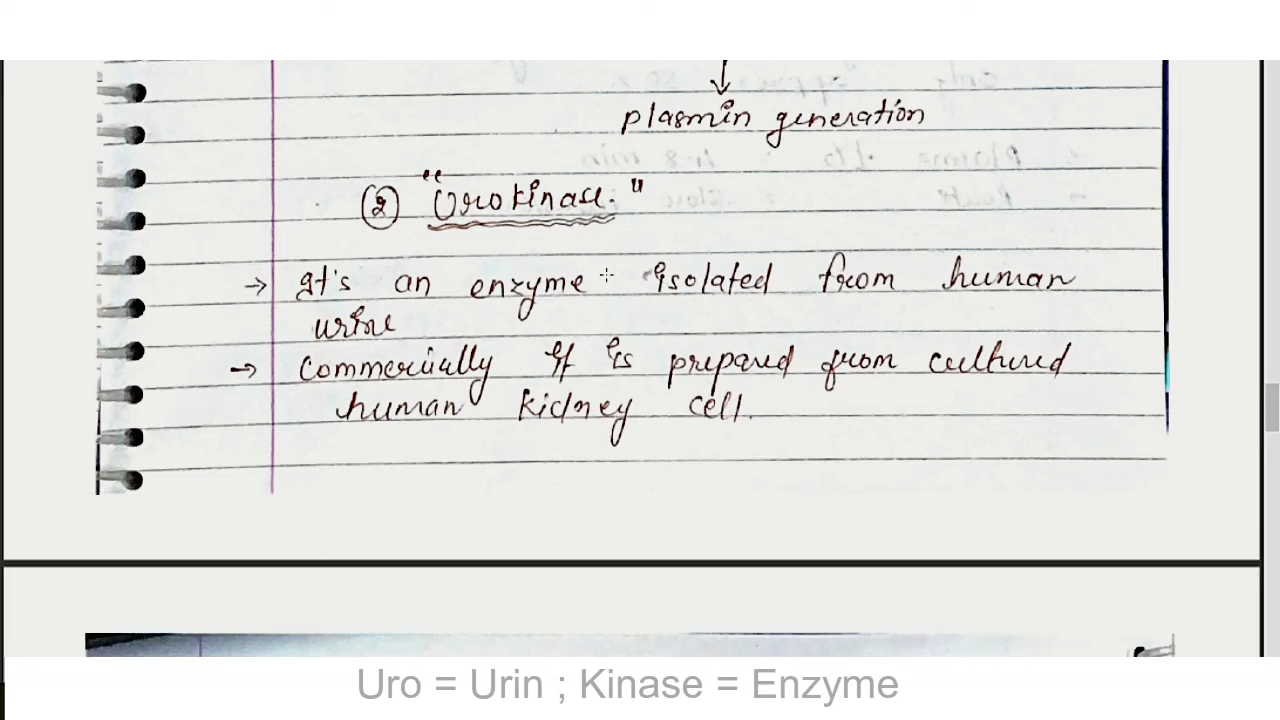 ↓
plasmin generation
② "Urokinase."
→ It's an enzyme isolated from human
urine
→ Commercially it is prepared from cultured
human kidney cell.
Uro = Urin ; Kinase = Enzyme